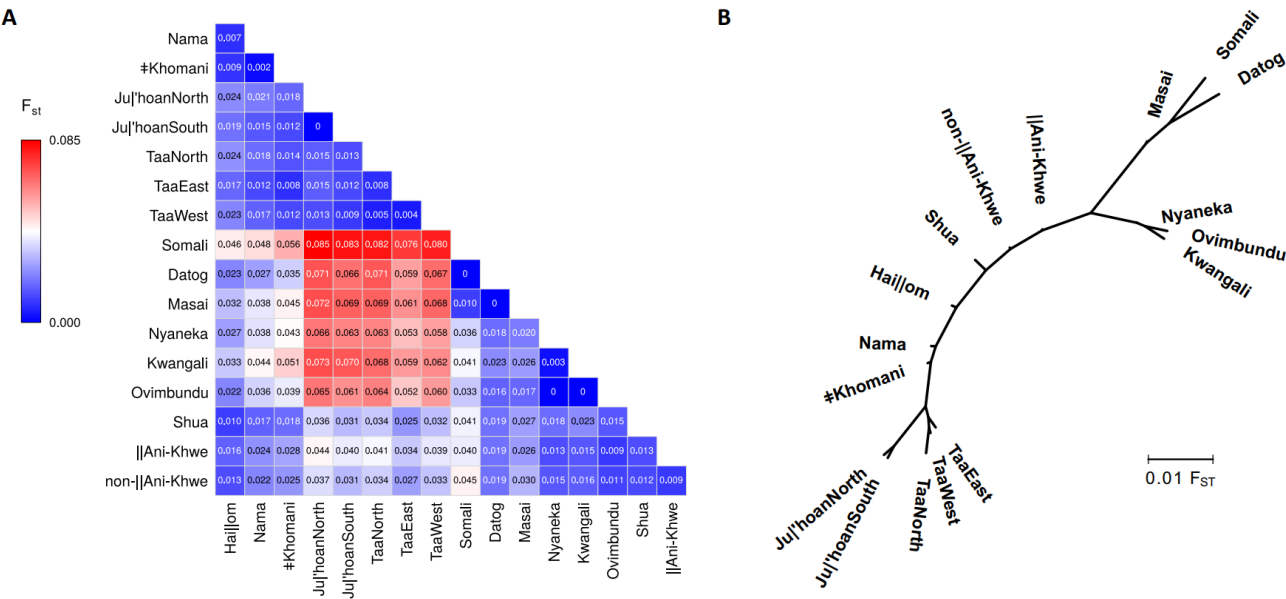 A
B
F_st
0.085
0.000
Nama 0.007
ǂKhomani 0.009 0.002
Ju|'hoanNorth 0.024 0.021 0.018
Ju|'hoanSouth 0.019 0.015 0.012 0
TaaNorth 0.024 0.018 0.014 0.015 0.013
TaaEast 0.017 0.012 0.008 0.015 0.012 0.008
TaaWest 0.023 0.017 0.012 0.013 0.009 0.005 0.004
Somali 0.046 0.048 0.056 0.085 0.083 0.082 0.076 0.080
Datog 0.023 0.027 0.035 0.071 0.066 0.071 0.059 0.067 0
Masai 0.032 0.038 0.045 0.072 0.069 0.069 0.061 0.068 0.010 0
Nyaneka 0.027 0.038 0.043 0.066 0.063 0.063 0.053 0.058 0.036 0.018 0.020
Kwangali 0.033 0.044 0.051 0.073 0.070 0.068 0.059 0.062 0.041 0.023 0.026 0.003
Ovimbundu 0.022 0.036 0.039 0.065 0.061 0.064 0.052 0.060 0.033 0.016 0.017 0 0
Shua 0.010 0.017 0.018 0.036 0.031 0.034 0.025 0.032 0.041 0.019 0.027 0.018 0.023 0.015
||Ani-Khwe 0.016 0.024 0.028 0.044 0.040 0.041 0.034 0.039 0.040 0.019 0.026 0.013 0.015 0.009 0.013
non-||Ani-Khwe 0.013 0.022 0.025 0.037 0.031 0.034 0.027 0.033 0.045 0.019 0.030 0.015 0.016 0.011 0.012 0.009
Hai||om
Nama
ǂKhomani
Ju|'hoanNorth
Ju|'hoanSouth
TaaNorth
TaaEast
TaaWest
Somali
Datog
Masai
Nyaneka
Kwangali
Ovimbundu
Shua
||Ani-Khwe
Somali
Datog
Masai
||Ani-Khwe
non-||Ani-Khwe
Nyaneka
Ovimbundu
Kwangali
Shua
Hai||om
Nama
ǂKhomani
TaaEast
TaaWest
TaaNorth
Ju|'hoanNorth
Ju|'hoanSouth
0.01 F_ST